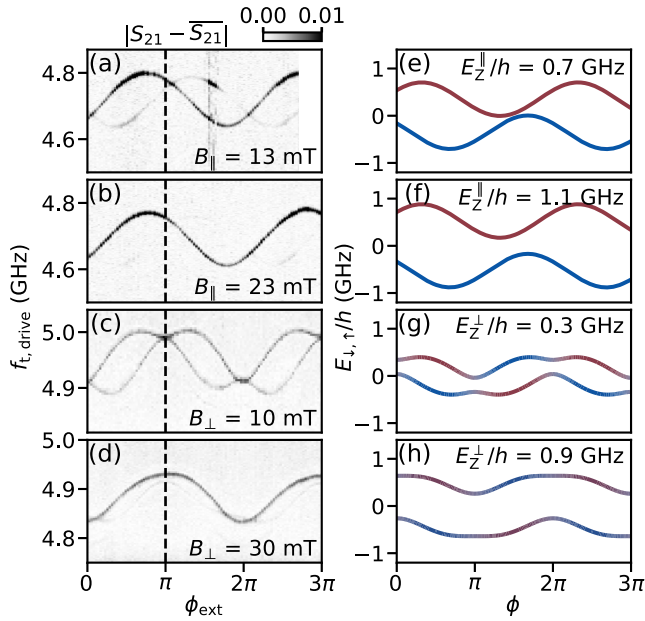 |S21 − S̅2̅1̅|
0.00 0.01
(a)
B∥ = 13 mT
(b)
B∥ = 23 mT
(c)
B⊥ = 10 mT
(d)
B⊥ = 30 mT
4.8
4.6
4.8
4.6
5.0
4.9
5.0
4.9
4.8
ft,drive (GHz)
0 π 2π 3π
ϕext
(e) E∥Z/h = 0.7 GHz
(f) E∥Z/h = 1.1 GHz
(g) E⊥Z/h = 0.3 GHz
(h) E⊥Z/h = 0.9 GHz
1
0
−1
1
0
−1
1
0
−1
1
0
−1
E↓,↑/h (GHz)
0 π 2π 3π
ϕ